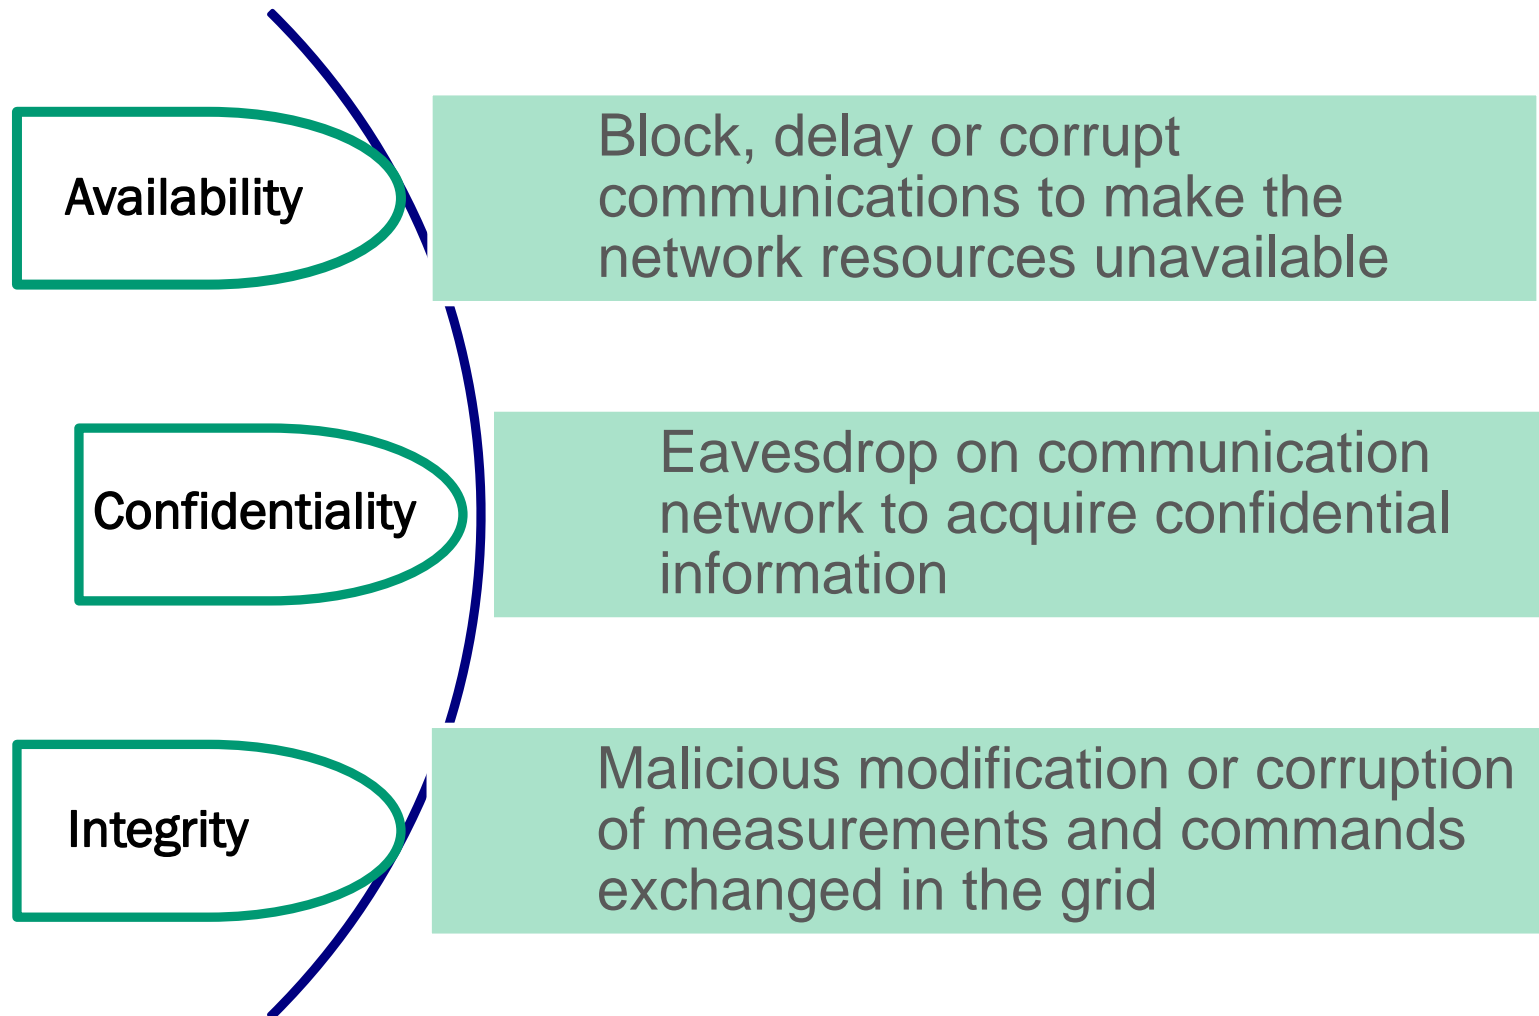 Availability
Block, delay or corrupt
communications to make the
network resources unavailable
Confidentiality
Eavesdrop on communication
network to acquire confidential
information
Integrity
Malicious modification or corruption
of measurements and commands
exchanged in the grid